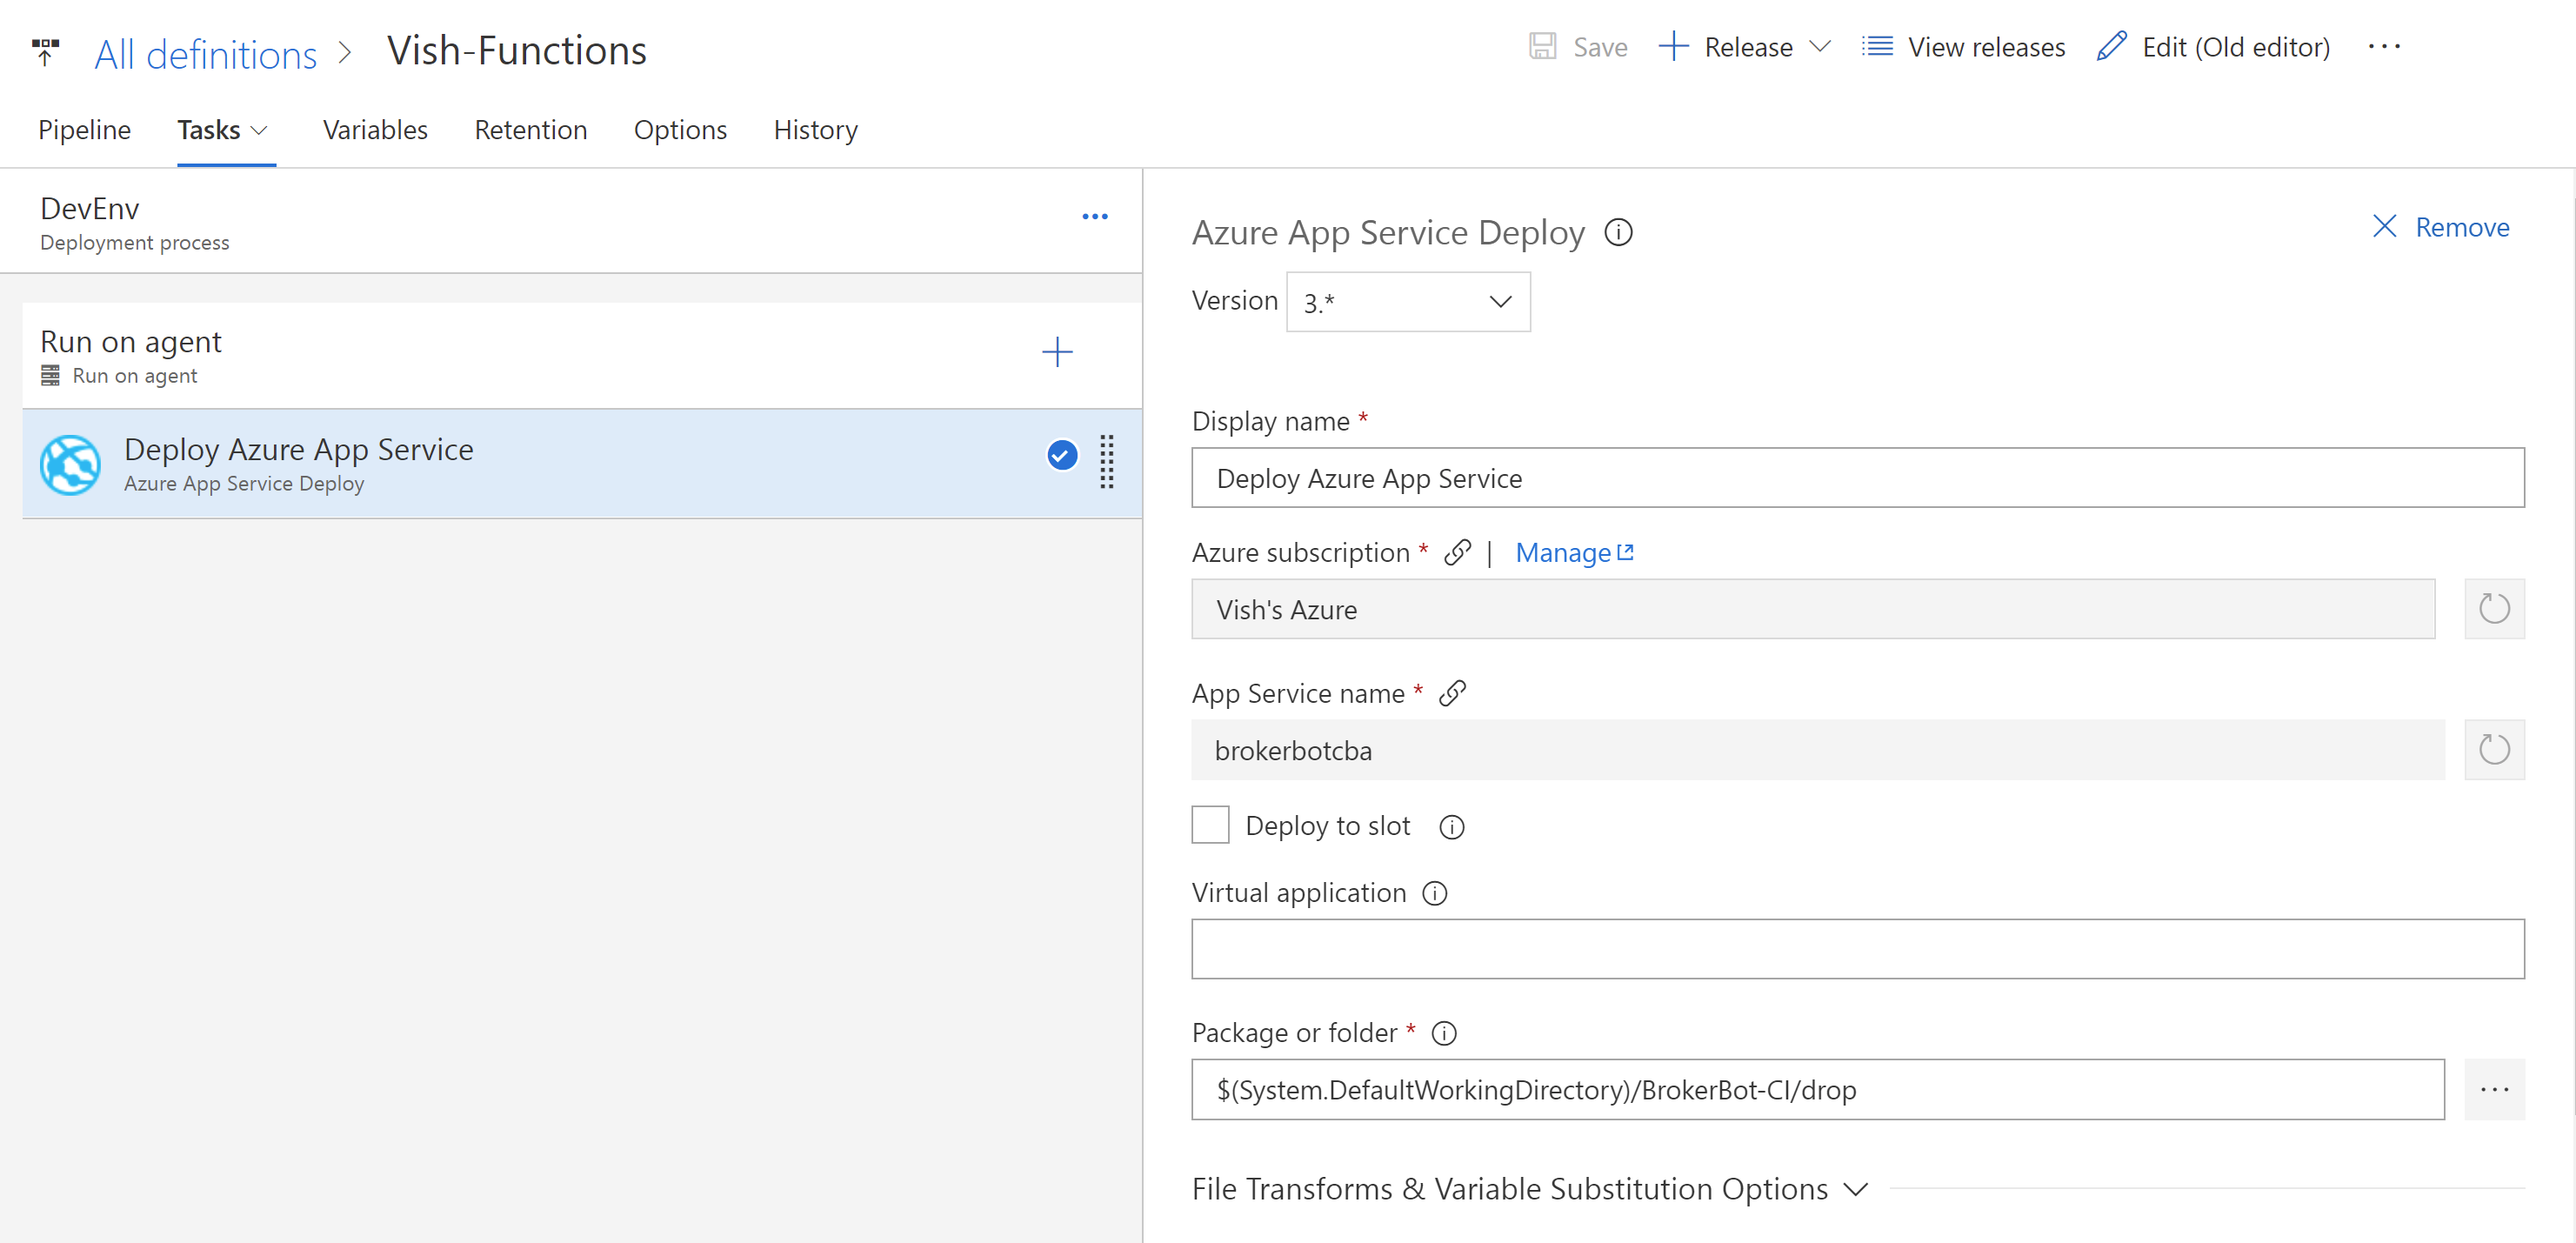 All definitions > Vish-Functions
Save + Release View releases Edit (Old editor) ...
Pipeline Tasks Variables Retention Options History
DevEnv
Deployment process
Run on agent
Run on agent
Deploy Azure App Service
Azure App Service Deploy
Azure App Service Deploy
Remove
Version 3.*
Display name *
Deploy Azure App Service
Azure subscription * | Manage
Vish's Azure
App Service name *
brokerbotcba
Deploy to slot
Virtual application
Package or folder *
$(System.DefaultWorkingDirectory)/BrokerBot-CI/drop
...
File Transforms & Variable Substitution Options